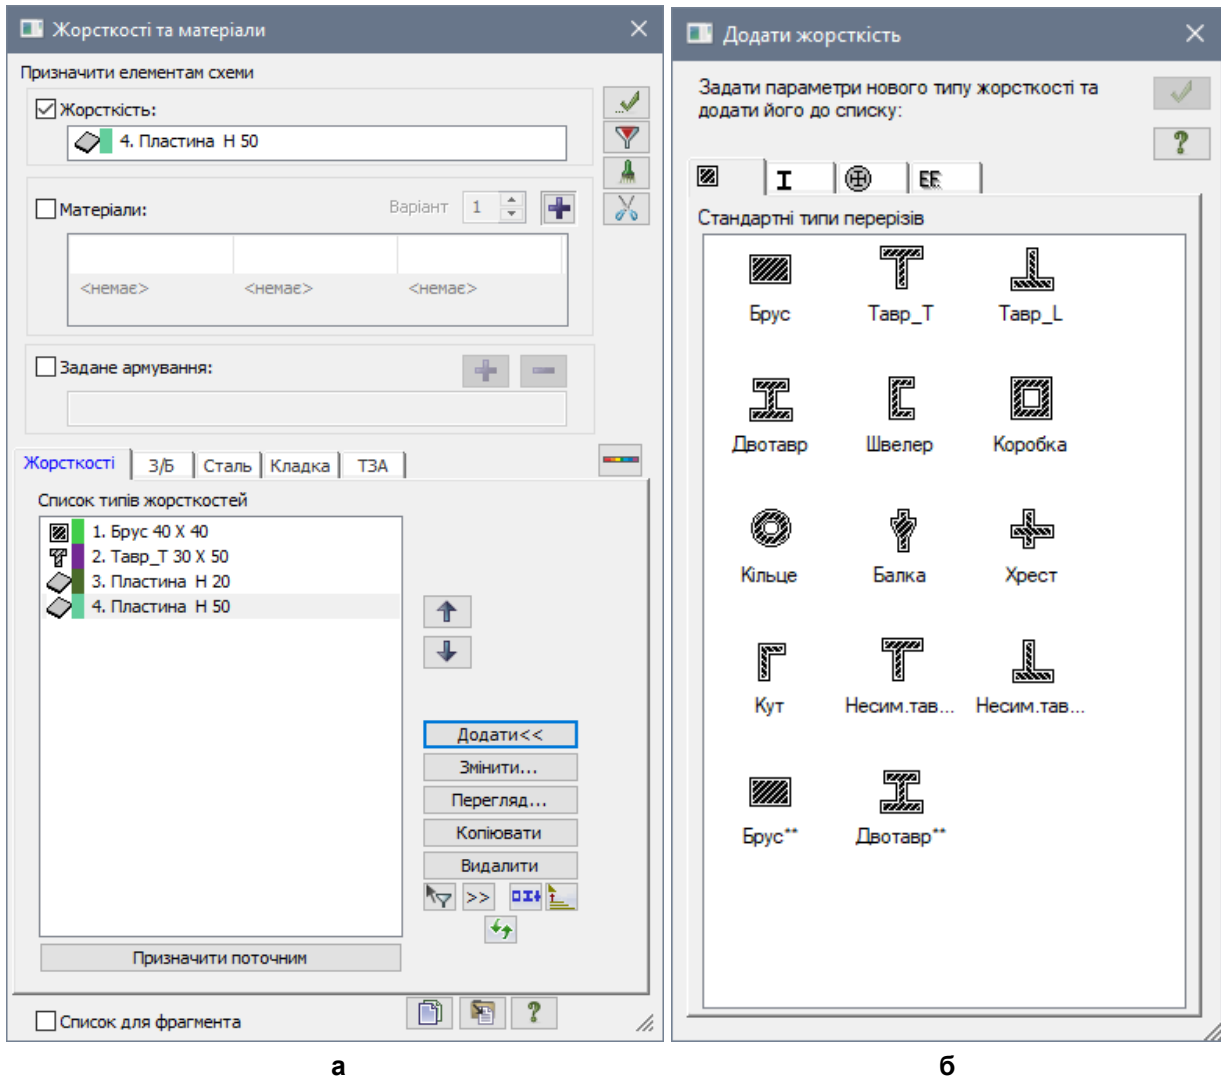 Жорсткості та матеріали
Призначити елементам схеми
Жорсткість:
4. Пластина H 50
Матеріали:
Варіант 1
<немає> <немає> <немає>
Задане армування:
Жорсткості З/Б Сталь Кладка ТЗА
Список типів жорсткостей
1. Брус 40 X 40
2. Тавр_Т 30 X 50
3. Пластина H 20
4. Пластина H 50
Додати<<
Змінити...
Перегляд...
Копіювати
Видалити
>>
Призначити поточним
Список для фрагмента
а
Додати жорсткість
Задати параметри нового типу жорсткості та
додати його до списку:
Стандартні типи перерізів
Брус Тавр_Т Тавр_L
Двотавр Швелер Коробка
Кільце Балка Хрест
Кут Несим.тав... Несим.тав...
Брус** Двотавр**
б